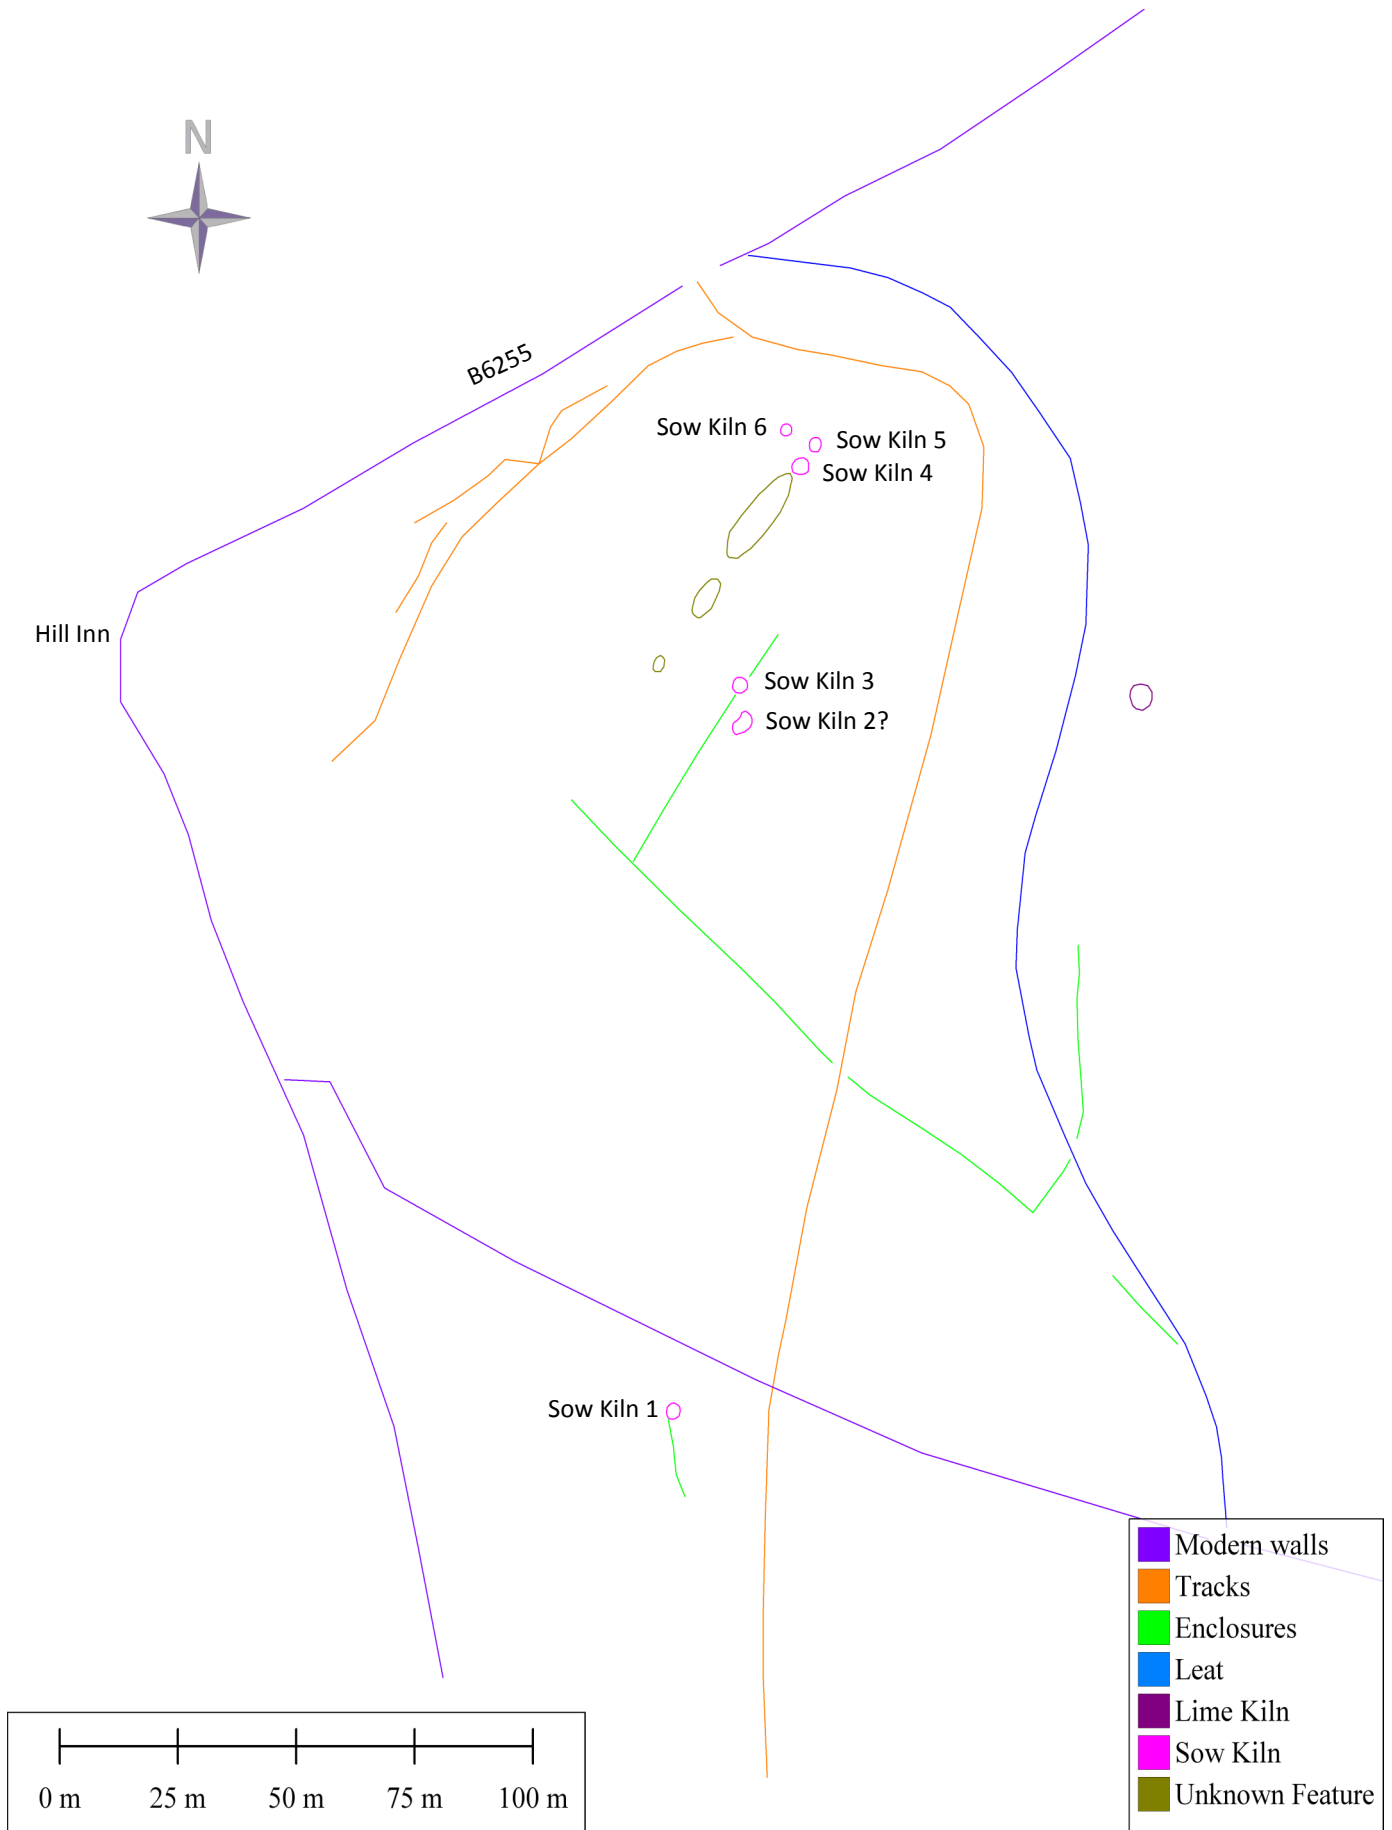 N
B6255
Sow Kiln 6
Sow Kiln 5
Sow Kiln 4
Hill Inn
Sow Kiln 3
Sow Kiln 2?
Sow Kiln 1
Modern walls
Tracks
Enclosures
Leat
Lime Kiln
Sow Kiln
Unknown Feature
0 m 25 m 50 m 75 m 100 m